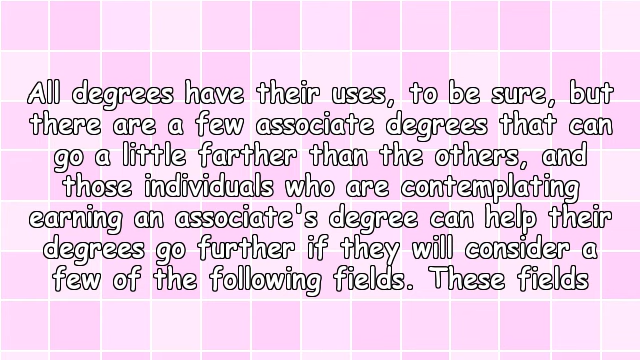 All degrees have their uses, to be sure, but
there are a few associate degrees that can
go a little farther than the others, and
those individuals who are contemplating
earning an associate's degree can help their
degrees go further if they will consider a
few of the following fields. These fields